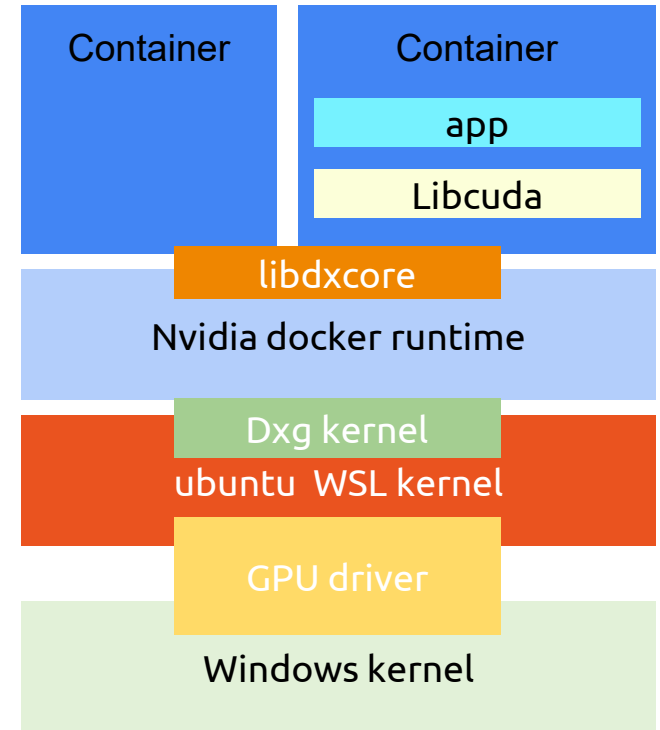 Container
Container
app
Libcuda
libdxcore
Nvidia docker runtime
Dxg kernel
ubuntu WSL kernel
GPU driver
Windows kernel